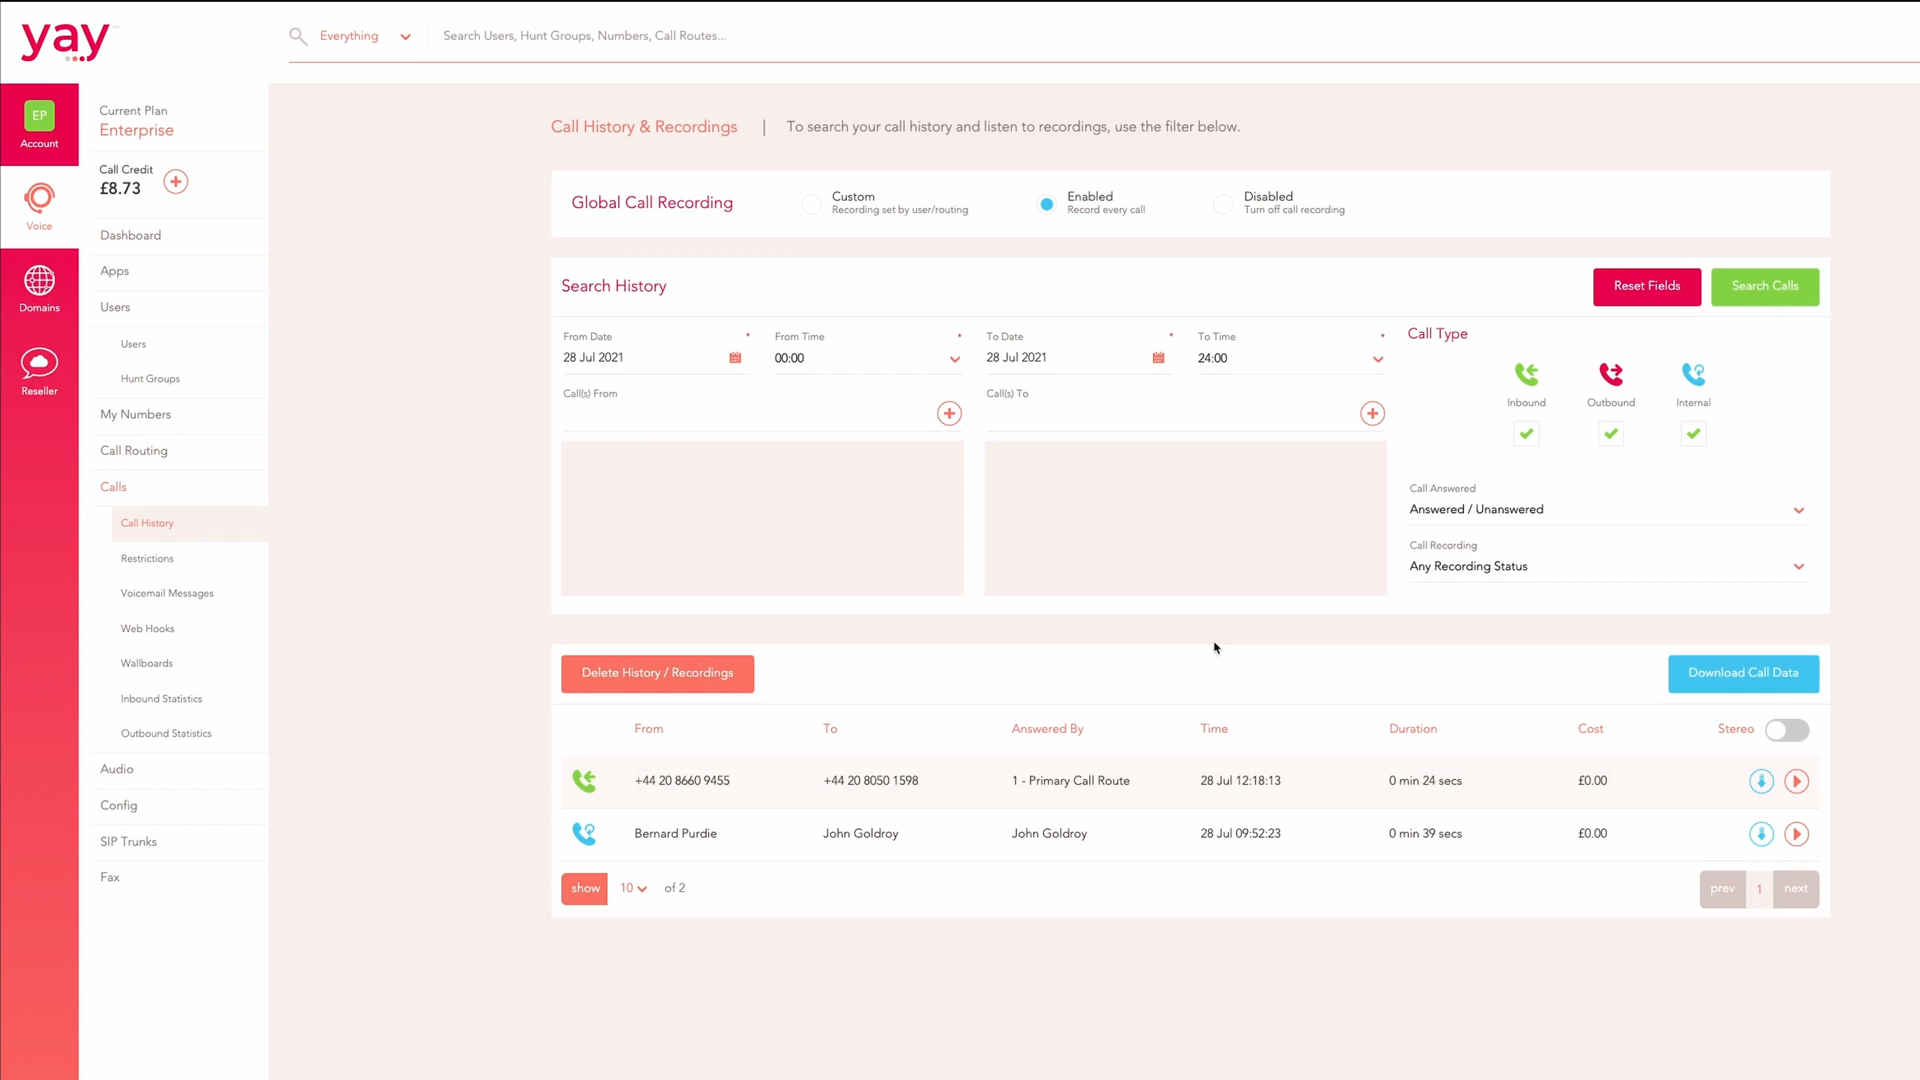 yay
Everything
Search Users, Hunt Groups, Numbers, Call Routes...
EP
Account
Voice
Domains
Reseller
Current Plan
Enterprise
Call Credit
£8.73
Dashboard
Apps
Users
Users
Hunt Groups
My Numbers
Call Routing
Calls
Call History
Restrictions
Voicemail Messages
Web Hooks
Wallboards
Inbound Statistics
Outbound Statistics
Audio
Config
SIP Trunks
Fax
Call History & Recordings | To search your call history and listen to recordings, use the filter below.
Global Call Recording
Custom
Recording set by user/routing
Enabled
Record every call
Disabled
Turn off call recording
Search History
Reset Fields
Search Calls
From Date *
28 Jul 2021
From Time *
00:00
To Date *
28 Jul 2021
To Time *
24:00
Call(s) From
Call(s) To
Call Type
Inbound
Outbound
Internal
Call Answered
Answered / Unanswered
Call Recording
Any Recording Status
Delete History / Recordings
Download Call Data
From To Answered By Time Duration Cost Stereo
+44 20 8660 9455 +44 20 8050 1598 1 - Primary Call Route 28 Jul 12:18:13 0 min 24 secs £0.00
Bernard Purdie John Goldroy John Goldroy 28 Jul 09:52:23 0 min 39 secs £0.00
show 10 of 2
prev 1 next